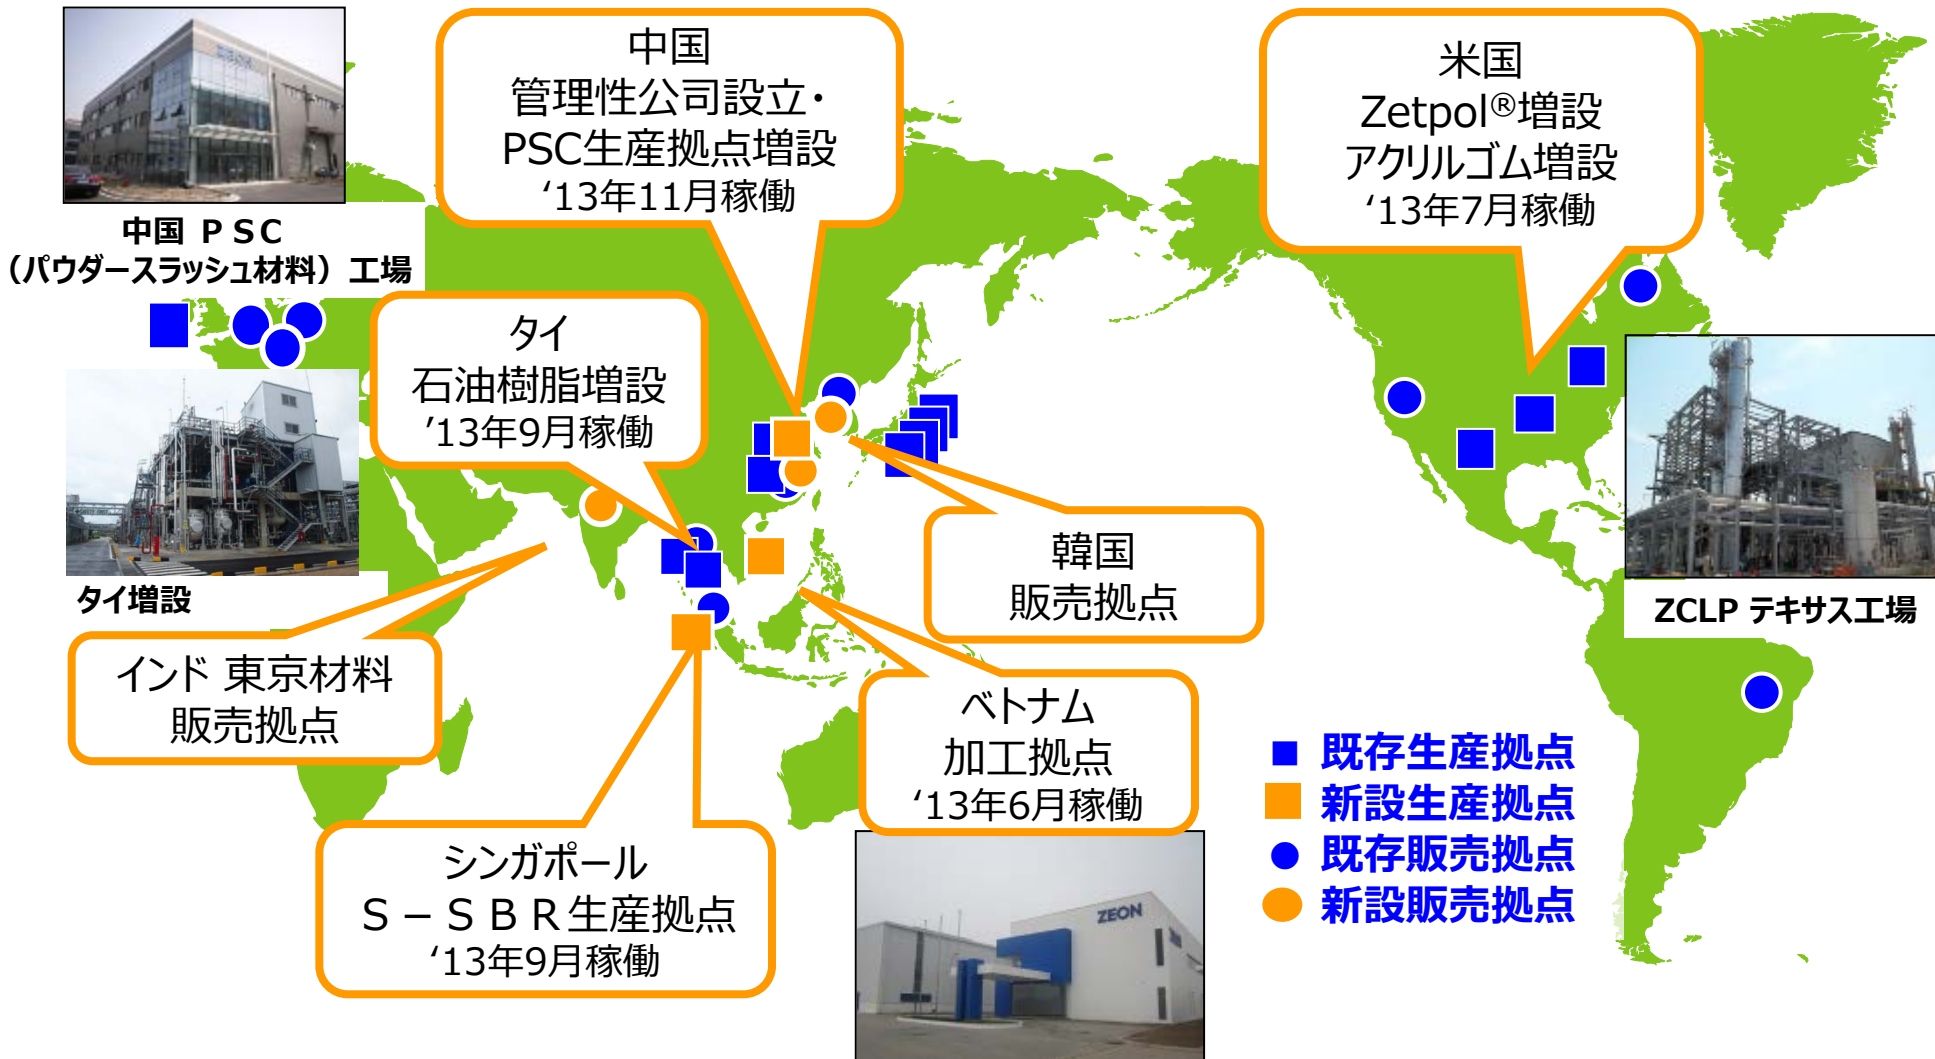 ZEON
中国 PSC
（パウダースラッシュ材料）工場
中国
管理性公司設立・
PSC生産拠点増設
‘13年11月稼働
米国
Zetpol®増設
アクリルゴム増設
‘13年7月稼働
タイ
石油樹脂増設
’13年9月稼働
タイ増設
韓国
販売拠点
ZCLP テキサス工場
インド 東京材料
販売拠点
ベトナム
加工拠点
‘13年6月稼働
シンガポール
S－SBR生産拠点
‘13年9月稼働
既存生産拠点
新設生産拠点
既存販売拠点
新設販売拠点
ZEON